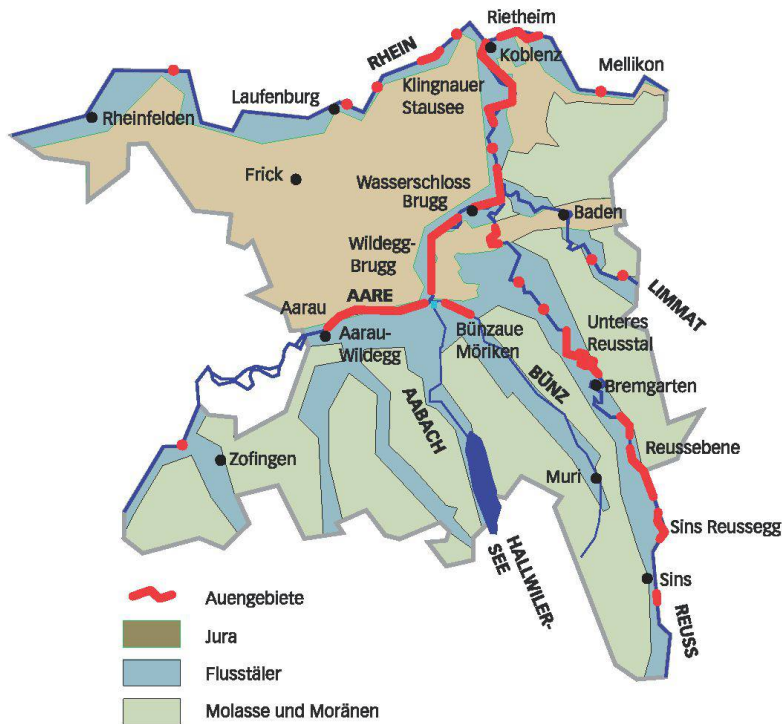 Rietheim
RHEIN
Koblenz
Mellikon
Klingnauer
Stausee
Laufenburg
Rheinfelden
Frick
Wasserschloss
Brugg
Baden
Wildegg-
Brugg
LIMMAT
AARE
Aarau
Aarau-
Wildegg
Bünzaue
Möriken
Unteres
Reusstal
BÜNZ
Bremgarten
AABACH
Reussebene
Zofingen
Muri
Sins Reussegg
HALLWILER-
SEE
Sins
REUSS
Auengebiete
Jura
Flusstäler
Molasse und Moränen